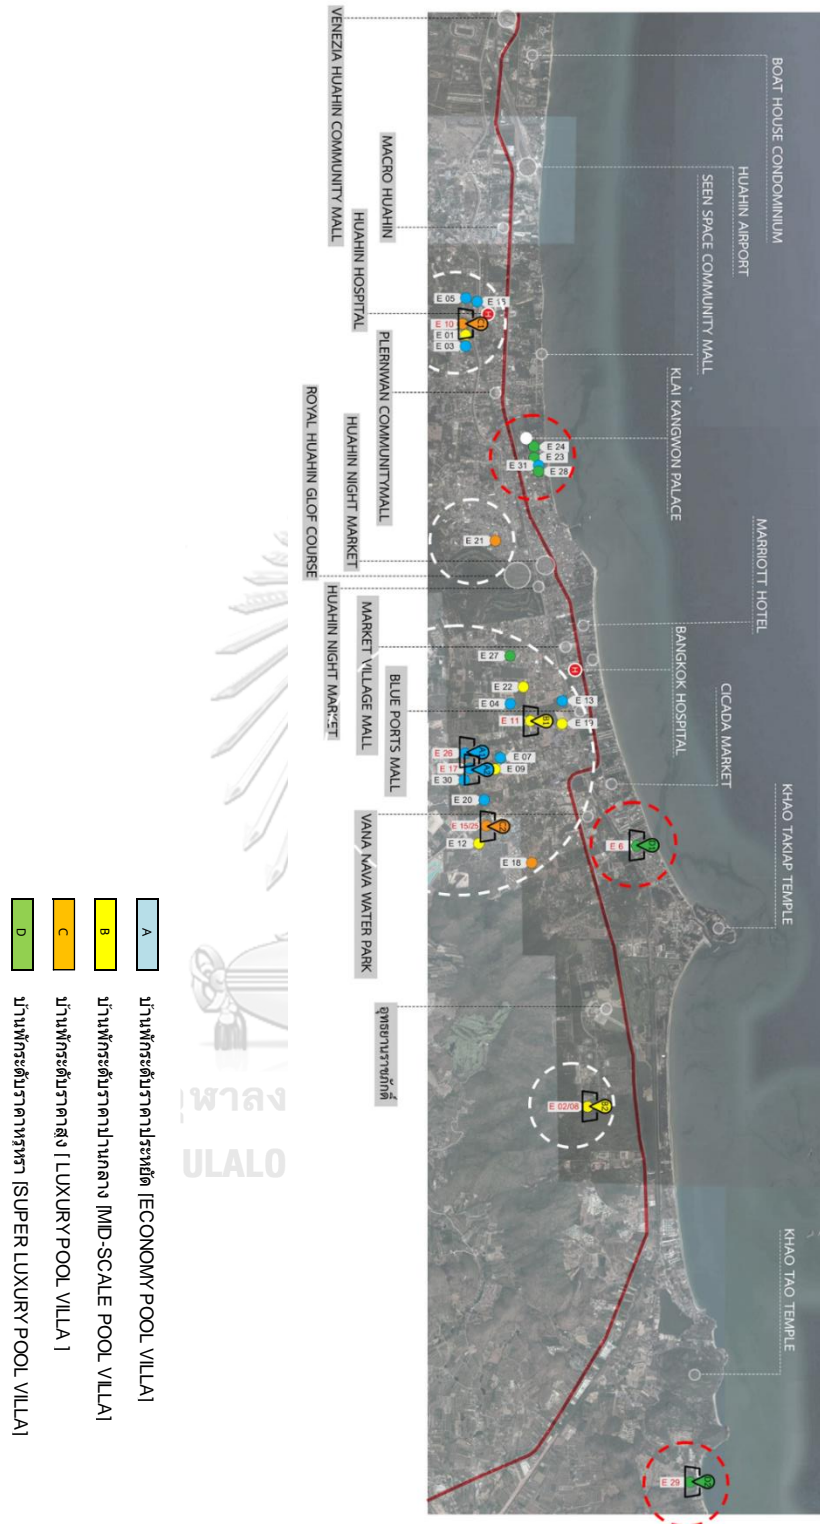 BOAT HOUSE CONDOMINIUM
HUAHIN AIRPORT
SEEN SPACE COMMUNITY MALL
KLAI KANGWON PALACE
MARRIOTT HOTEL
BANGKOK HOSPITAL
CICADA MARKET
KHAO TAKIAP TEMPLE
KHAO TAO TEMPLE
VENEZIA HUAHIN COMMUNITY MALL
MACRO HUAHIN
HUAHIN HOSPITAL
PLERNWAN COMMUNITYMALL
HUAHIN NIGHT MARKET
ROYAL HUAHIN GLOF COURSE
HUAHIN NIGHT MARKET
MARKET VILLAGE MALL
BLUE PORTS MALL
VANA NAVA WATER PARK
อุทธยานราชภักดิ์
E 05
H
E 10
E 01
E 03
E 24
E 23
E 31
E 28
E 21
E 27
H
E 22
E 04
E 13
E 11
B1
E 19
E 26
E 07
E 17
E 09
E 30
E 20
E 15/25
C2
E 12
E 18
E 6
D1
E 02/08
B2
E 29
A บ้านพักระดับราคาประหยัด [ECONOMY POOL VILLA]
B บ้านพักระดับราคาปานกลาง [MID-SCALE POOL VILLA]
C บ้านพักระดับราคาสูง [ LUXURY POOL VILLA ]
D บ้านพักระดับราคาหรูหรา [SUPER LUXURY POOL VILLA]
ULALO